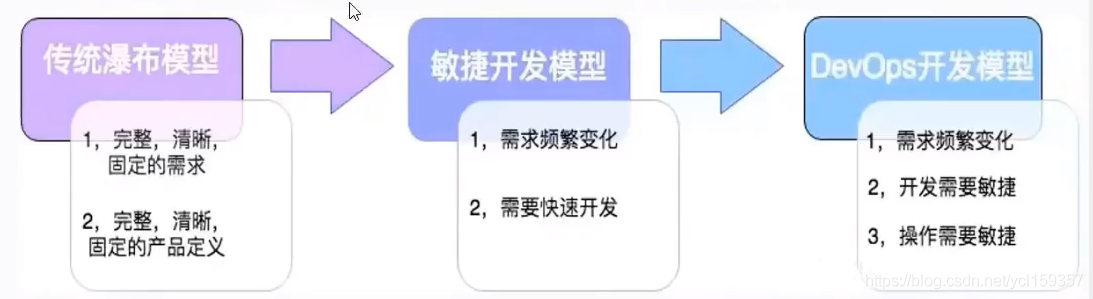 传统瀑布模型
1，完整，清晰，
固定的需求
2，完整，清晰，
固定的产品定义
敏捷开发模型
1，需求频繁变化
2，需要快速开发
DevOps开发模型
1，需求频繁变化
2，开发需要敏捷
3，操作需要敏捷
https://blog.csdn.net/ycl159357